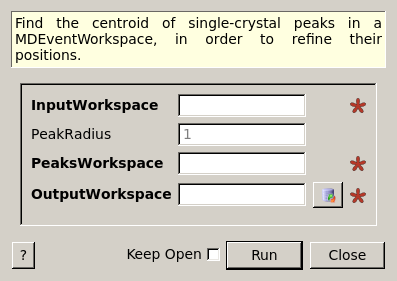 Find the centroid of single-crystal peaks in a
MDEventWorkspace, in order to refine their
positions.
InputWorkspace
PeakRadius 1
PeaksWorkspace
OutputWorkspace
? Keep Open Run Close